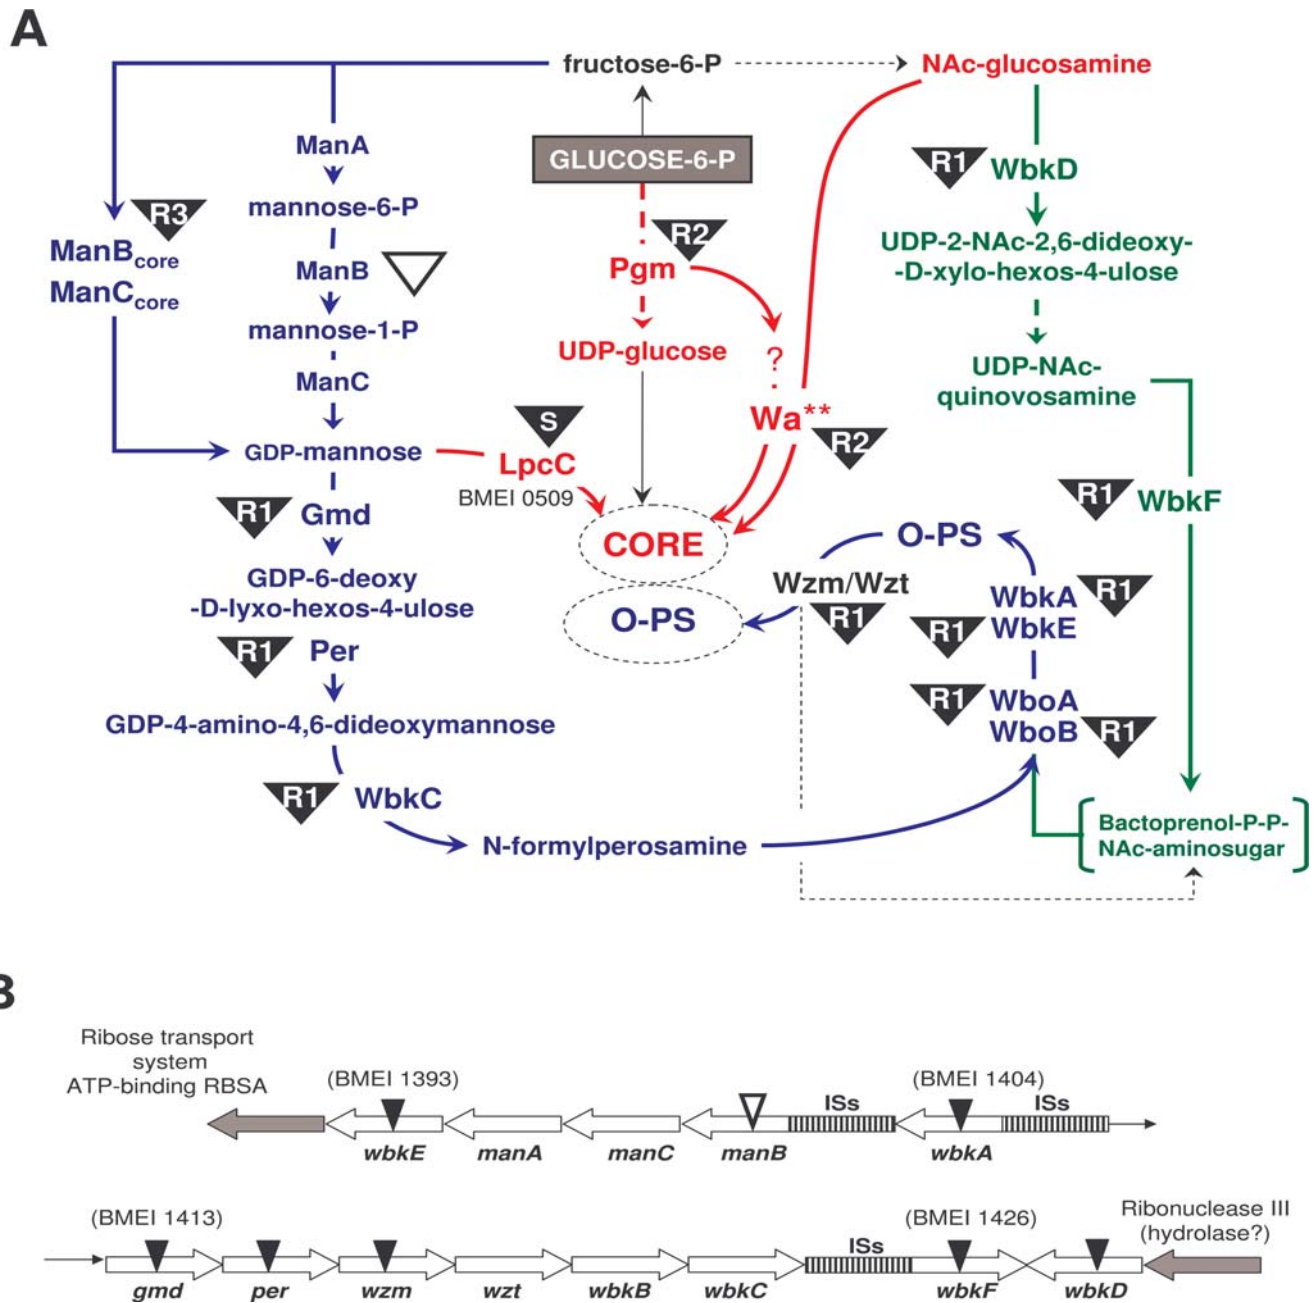 A
fructose-6-P
NAc-glucosamine
ManA
GLUCOSE-6-P
R1
WbkD
mannose-6-P
R3
ManBcore
ManCcore
ManB
R2
Pgm
UDP-2-NAc-2,6-dideoxy-
-D-xylo-hexos-4-ulose
mannose-1-P
UDP-glucose
?
UDP-NAc-
quinovosamine
ManC
S
Wa**
R2
GDP-mannose
LpcC
BMEI 0509
R1
WbkF
R1
Gmd
CORE
O-PS
GDP-6-deoxy
-D-lyxo-hexos-4-ulose
Wzm/Wzt
R1
WbkA
R1
R1
WbkE
O-PS
R1
Per
R1
WboA
WboB
R1
GDP-4-amino-4,6-dideoxymannose
R1
WbkC
N-formylperosamine
Bactoprenol-P-P-
NAc-aminosugar
B
Ribose transport
system
ATP-binding RBSA
(BMEI 1393)
(BMEI 1404)
ISs
ISs
wbkE
manA
manC
manB
wbkA
(BMEI 1413)
(BMEI 1426)
Ribonuclease III
(hydrolase?)
ISs
gmd
per
wzm
wzt
wbkB
wbkC
wbkF
wbkD